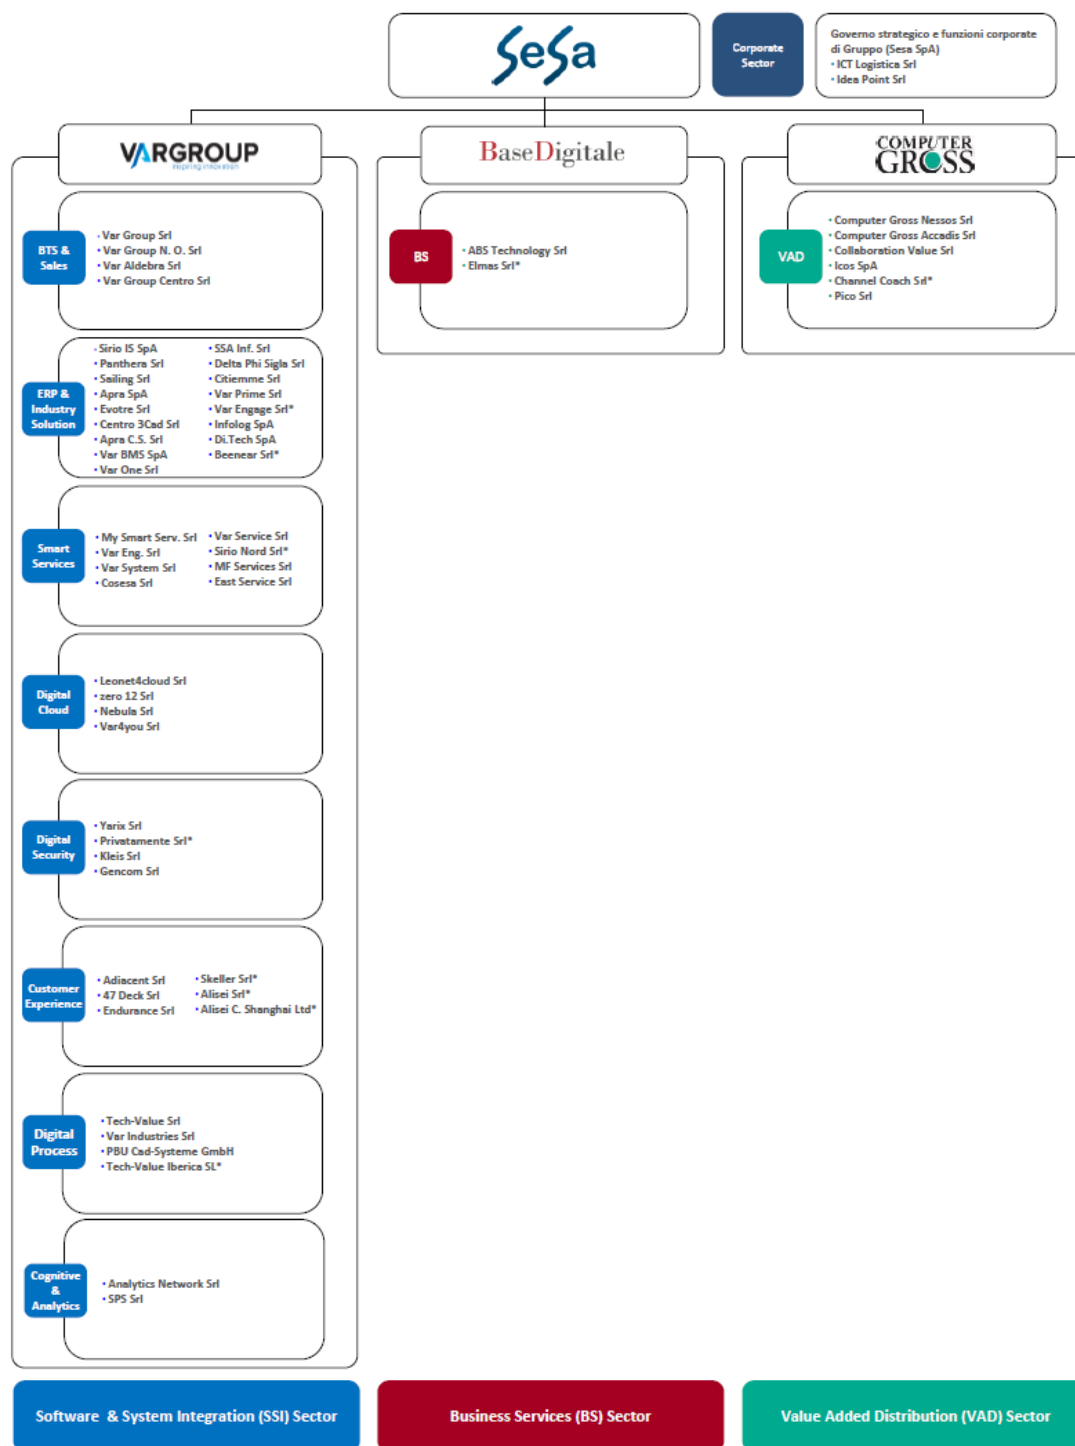 SeSa
Corporate
Sector
Governo strategico e funzioni corporate
di Gruppo (Sesa SpA)
• ICT Logistica Srl
• Idea Point Srl
VARGROUP
Inspiring innovation
BaseDigitale
COMPUTER
GROSS
BTS &
Sales
• Var Group Srl
• Var Group N. O. Srl
• Var Aldebra Srl
• Var Group Centro Srl
BS
• ABS Technology Srl
• Elmas Srl*
VAD
• Computer Gross Nessos Srl
• Computer Gross Accadis Srl
• Collaboration Value Srl
• Icos SpA
• Channel Coach Srl*
• Pico Srl
ERP &
Industry
Solution
• Sirio IS SpA
• Panthera Srl
• Sailing Srl
• Apra SpA
• Evotre Srl
• Centro 3Cad Srl
• Apra C.S. Srl
• Var BMS SpA
• Var One Srl
• SSA Inf. Srl
• Delta Phi Sigla Srl
• Citiemme Srl
• Var Prime Srl
• Var Engage Srl*
• Infolog SpA
• Di.Tech SpA
• Beenear Srl*
Smart
Services
• My Smart Serv. Srl
• Var Eng. Srl
• Var System Srl
• Cosesa Srl
• Var Service Srl
• Sirio Nord Srl*
• MF Services Srl
• East Service Srl
Digital
Cloud
• Leonet4cloud Srl
• zero 12 Srl
• Nebula Srl
• Var4you Srl
Digital
Security
• Yarix Srl
• Privatamente Srl*
• Kleis Srl
• Gencom Srl
Customer
Experience
• Adiacent Srl
• 47 Deck Srl
• Endurance Srl
• Skeller Srl*
• Alisei Srl*
• Alisei C. Shanghai Ltd*
Digital
Process
• Tech-Value Srl
• Var Industries Srl
• PBU Cad-Systeme GmbH
• Tech-Value Iberica SL*
Cognitive
&
Analytics
• Analytics Network Srl
• SPS Srl
Software & System Integration (SSI) Sector
Business Services (BS) Sector
Value Added Distribution (VAD) Sector